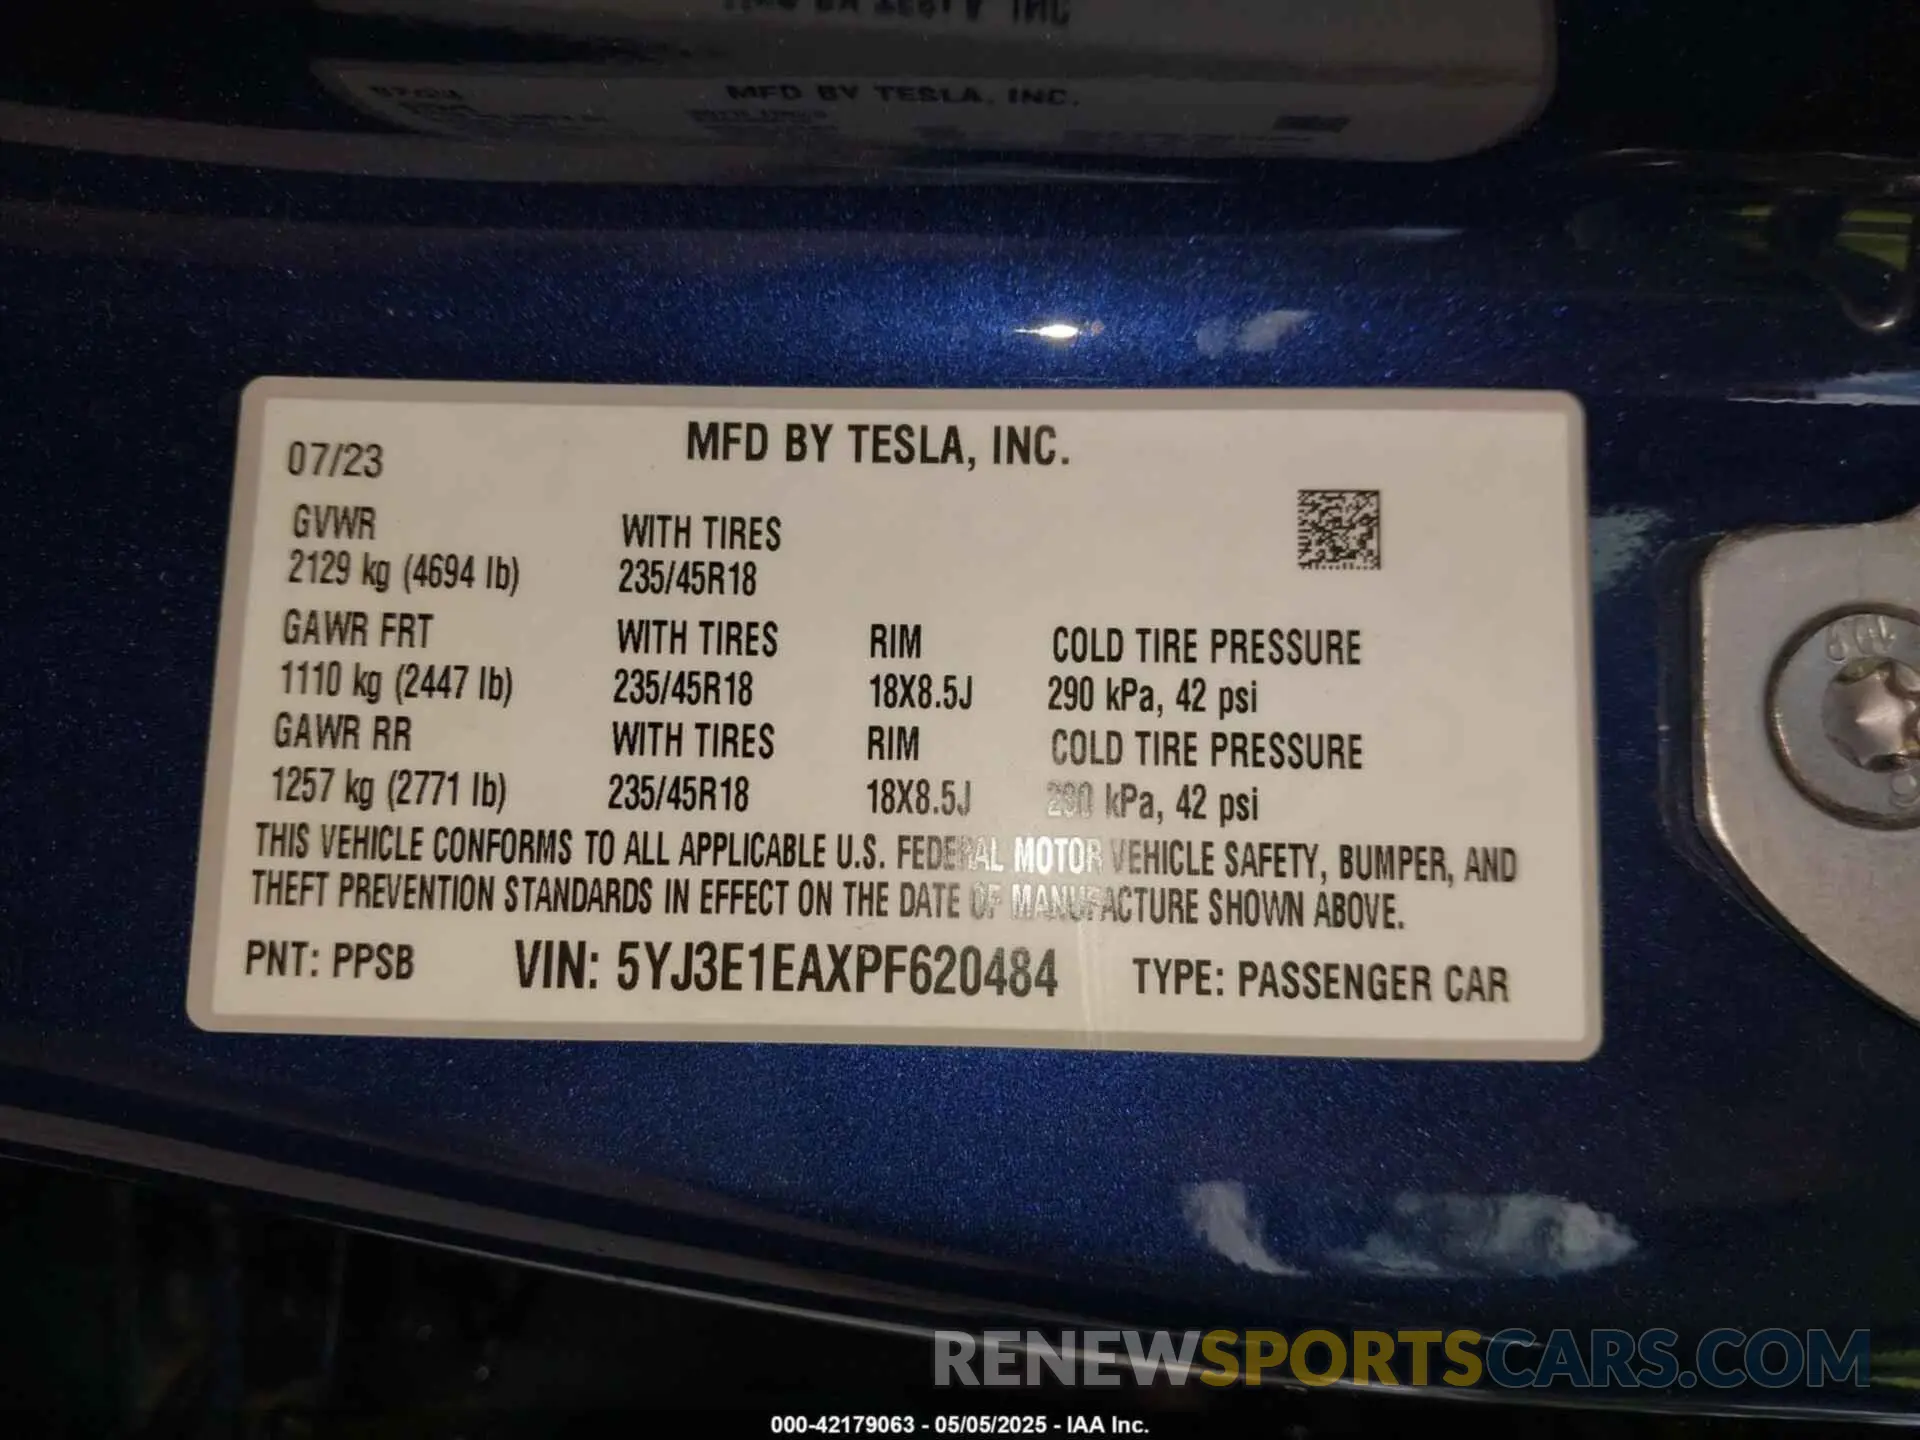 MFD BY TESLA, INC.
MFD BY TESLA, INC.
07/23
GVWR WITH TIRES
2129 kg (4694 lb) 235/45R18
GAWR FRT WITH TIRES RIM COLD TIRE PRESSURE
1110 kg (2447 lb) 235/45R18 18X8.5J 290 kPa, 42 psi
GAWR RR WITH TIRES RIM COLD TIRE PRESSURE
1257 kg (2771 lb) 235/45R18 18X8.5J 290 kPa, 42 psi
THIS VEHICLE CONFORMS TO ALL APPLICABLE U.S. FEDERAL MOTOR VEHICLE SAFETY, BUMPER, AND
THEFT PREVENTION STANDARDS IN EFFECT ON THE DATE OF MANUFACTURE SHOWN ABOVE.
PNT: PPSB VIN: 5YJ3E1EAXPF620484 TYPE: PASSENGER CAR
RENEWSPORTSCARS.COM
000-42179063 - 05/05/2025 - IAA Inc.